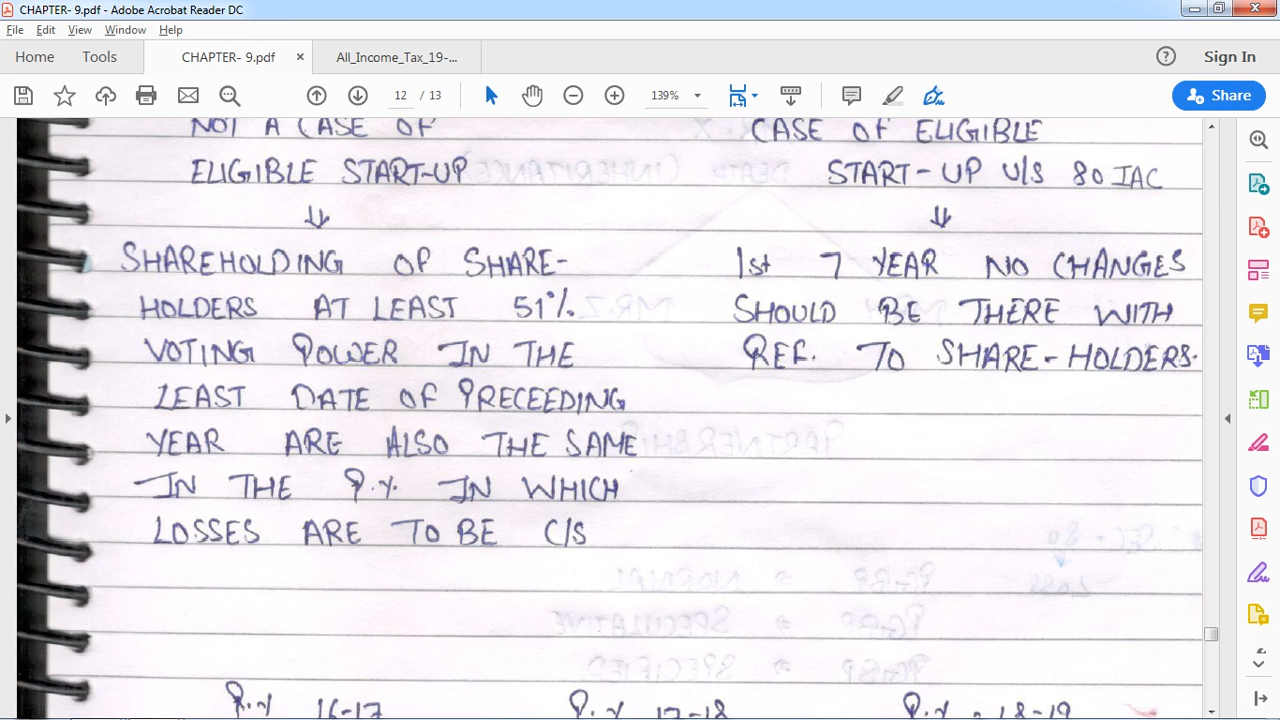 CHAPTER- 9.pdf - Adobe Acrobat Reader DC
File Edit View Window Help
Home Tools CHAPTER- 9.pdf × All_Income_Tax_19-...
Sign In
12 / 13
139%
Share
NOT A CASE OF
ELIGIBLE START-UP
SHAREHOLDING OF SHARE-
HOLDERS AT LEAST 51%
VOTING POWER IN THE
LEAST DATE OF PRECEEDING
YEAR ARE ALSO THE SAME
IN THE P.Y. IN WHICH
LOSSES ARE TO BE C/S
CASE OF ELIGIBLE
START-UP U/S 80 IAC
1st 7 YEAR NO CHANGES
SHOULD BE THERE WITH
REF. TO SHARE-HOLDERS.
P.Y 16-17 P.Y 17-18 P.Y - 18-19